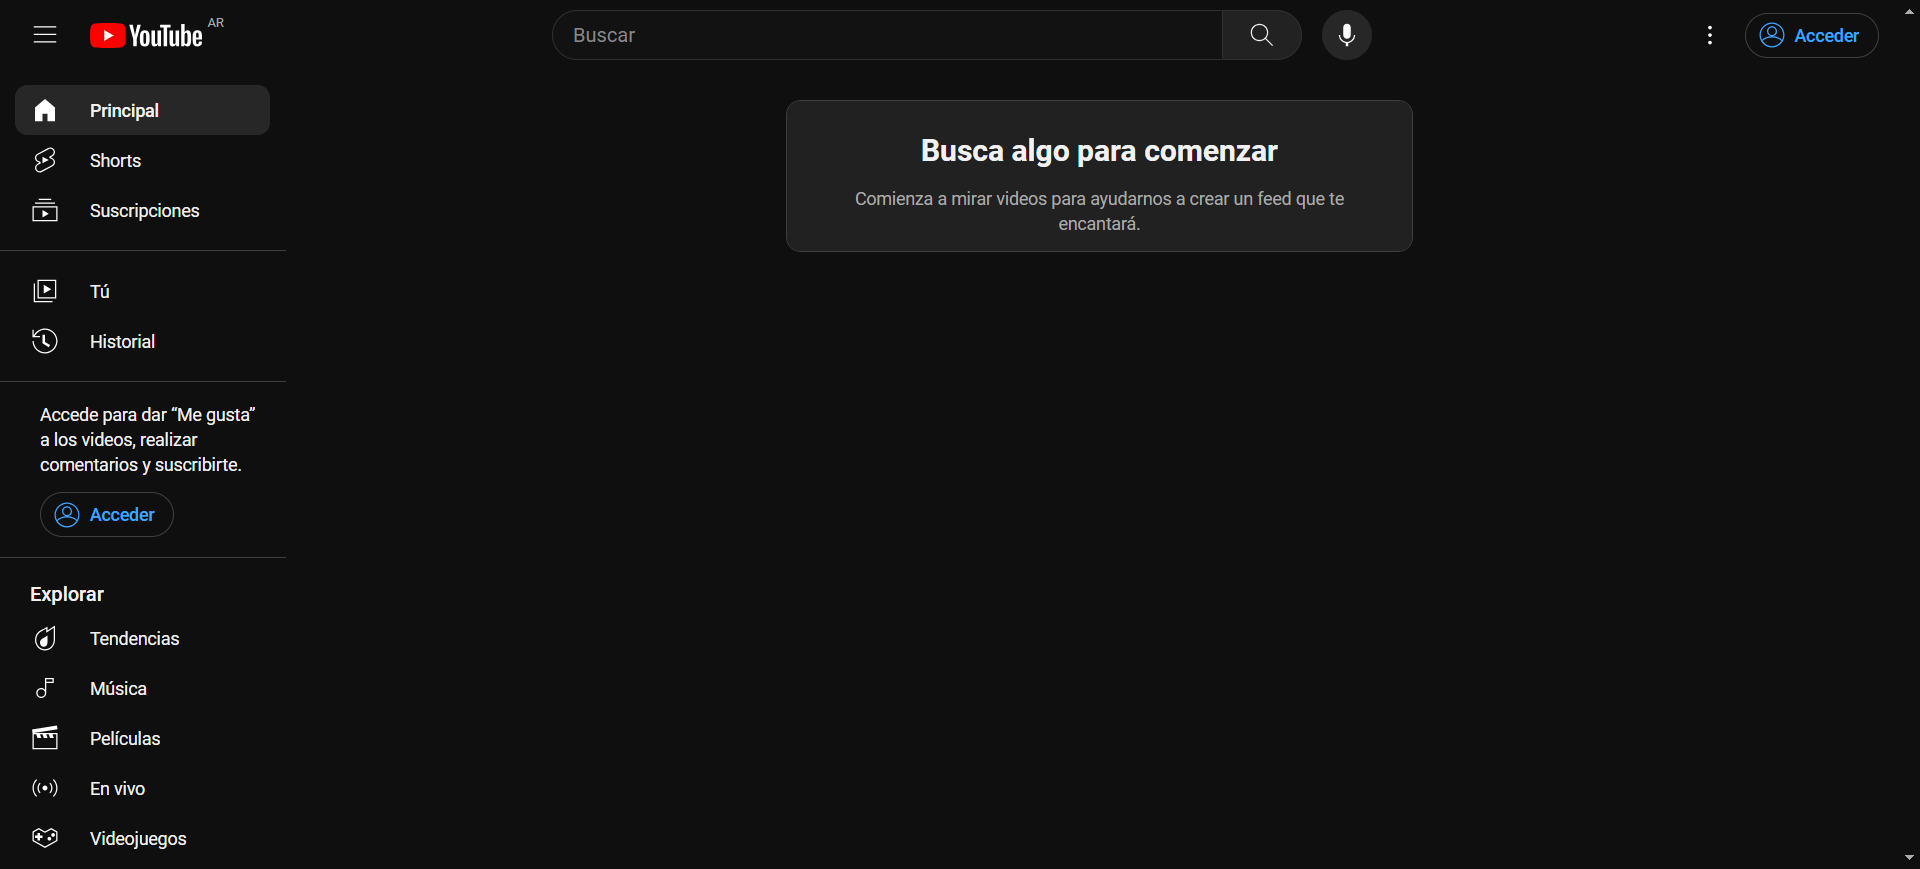 YouTube AR
Buscar
Acceder
Principal
Shorts
Suscripciones
Tú
Historial
Accede para dar “Me gusta”
a los videos, realizar
comentarios y suscribirte.
Acceder
Explorar
Tendencias
Música
Películas
En vivo
Videojuegos
Busca algo para comenzar
Comienza a mirar videos para ayudarnos a crear un feed que te
encantará.